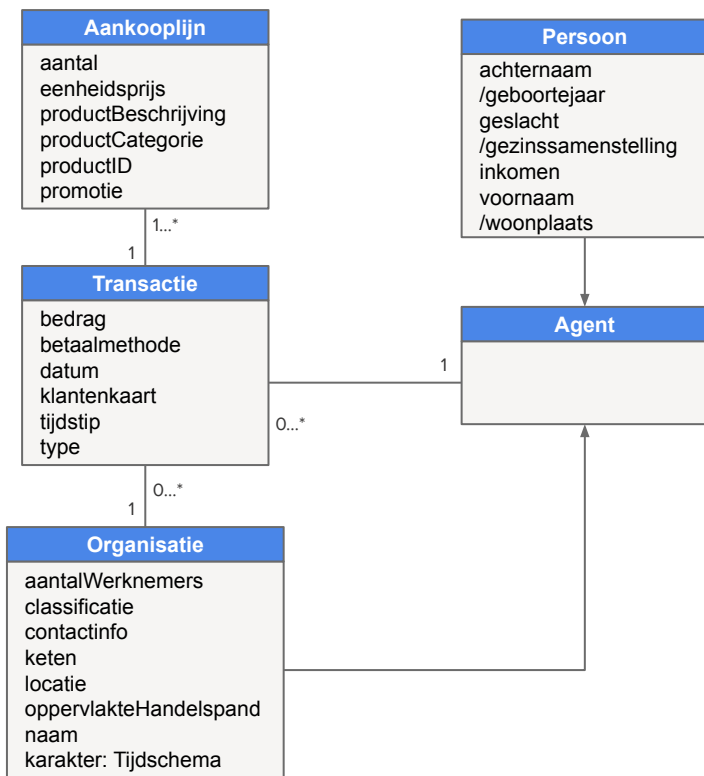 Aankooplijn
aantal
eenheidsprijs
productBeschrijving
productCategorie
productID
promotie
Persoon
achternaam
/geboortejaar
geslacht
/gezinssamenstelling
inkomen
voornaam
/woonplaats
1...*
1
Transactie
bedrag
betaalmethode
datum
klantenkaart
tijdstip
type
Agent
1
0...*
0...*
1
Organisatie
aantalWerknemers
classificatie
contactinfo
keten
locatie
oppervlakteHandelspand
naam
karakter: Tijdschema